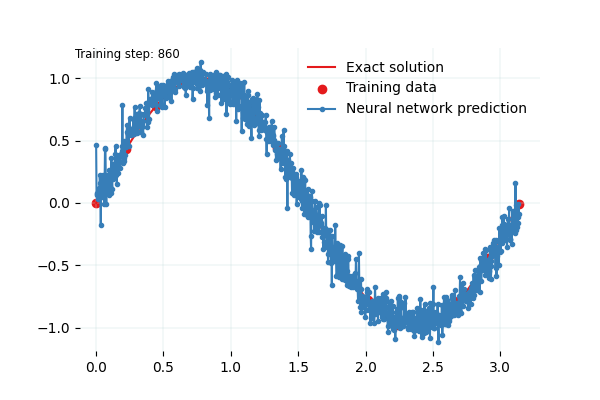 Training step: 860
Exact solution
Training data
Neural network prediction
1.0
0.5
0.0
−0.5
−1.0
0.0 0.5 1.0 1.5 2.0 2.5 3.0